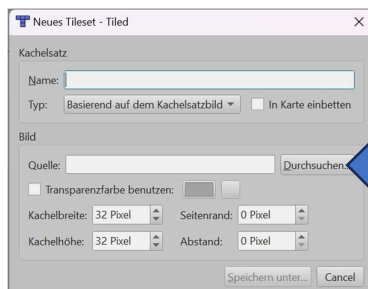 Neues Tileset - Tiled
Kachelsatz
Name:
Typ: Basierend auf dem Kachelsatzbild In Karte einbetten
Bild
Quelle: Durchsuchen...
Transparenzfarbe benutzen:
Kachelbreite: 32 Pixel Seitenrand: 0 Pixel
Kachelhöhe: 32 Pixel Abstand: 0 Pixel
Speichern unter... Cancel